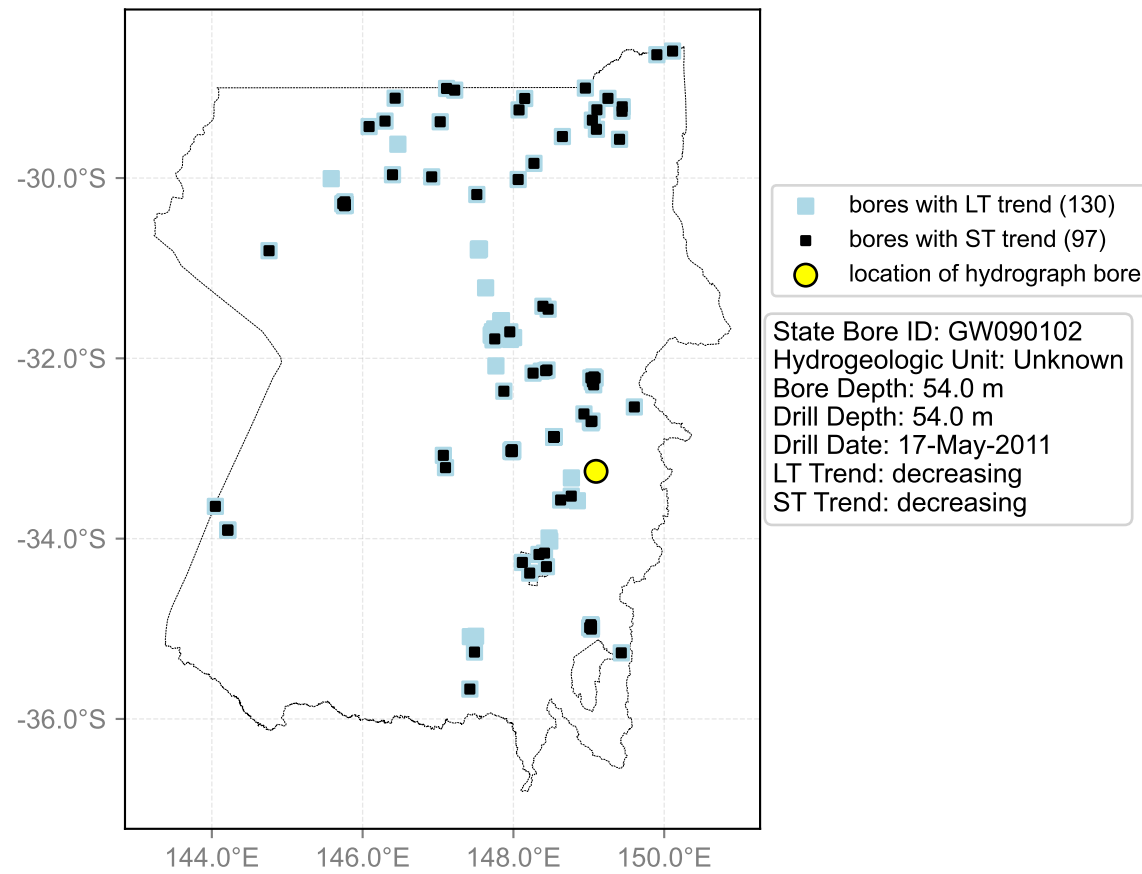 -30.0°S
-32.0°S
-34.0°S
-36.0°S
144.0°E 146.0°E 148.0°E 150.0°E
bores with LT trend (130)
bores with ST trend (97)
location of hydrograph bore
State Bore ID: GW090102
Hydrogeologic Unit: Unknown
Bore Depth: 54.0 m
Drill Depth: 54.0 m
Drill Date: 17-May-2011
LT Trend: decreasing
ST Trend: decreasing